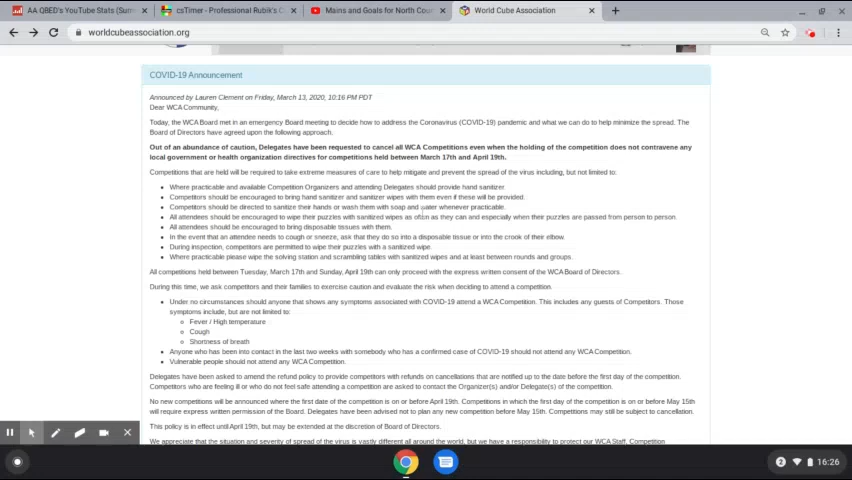 AA QBED's YouTube Stats (Sum
csTimer - Professional Rubik's C
Mains and Goals for North Cou
World Cube Association
worldcubeassociation.org
COVID-19 Announcement
Announced by Lauren Clement on Friday, March 13, 2020, 10:16 PM PDT
Dear WCA Community,
Today, the WCA Board met in an emergency Board meeting to decide how to address the Coronavirus (COVID-19) pandemic and what we can do to help minimize the spread. The
Board of Directors have agreed upon the following approach.
Out of an abundance of caution, Delegates have been requested to cancel all WCA Competitions even when the holding of the competition does not contravene any
local government or health organization directives for competitions held between March 17th and April 19th.
Competitions that are held will be required to take extreme measures of care to help mitigate and prevent the spread of the virus including, but not limited to:
Where practicable and available Competition Organizers and attending Delegates should provide hand sanitizer.
Competitors should be encouraged to bring hand sanitizer and sanitizer wipes with them even if these will be provided.
Competitors should be directed to sanitize their hands or wash them with soap and water whenever practicable.
All attendees should be encouraged to wipe their puzzles with sanitized wipes as often as they can and especially when their puzzles are passed from person to person.
All attendees should be encouraged to bring disposable tissues with them.
In the event that an attendee needs to cough or sneeze, ask that they do so into a disposable tissue or into the crook of their elbow.
During inspection, competitors are permitted to wipe their puzzles with a sanitized wipe.
Where practicable please wipe the solving station and scrambling tables with sanitized wipes and at least between rounds and groups.
All competitions held between Tuesday, March 17th and Sunday, April 19th can only proceed with the express written consent of the WCA Board of Directors.
During this time, we ask competitors and their families to exercise caution and evaluate the risk when deciding to attend a competition.
Under no circumstances should anyone that shows any symptoms associated with COVID-19 attend a WCA Competition. This includes any guests of Competitors. Those
symptoms include, but are not limited to:
Fever / High temperature
Cough
Shortness of breath
Anyone who has been into contact in the last two weeks with somebody who has a confirmed case of COVID-19 should not attend any WCA Competition.
Vulnerable people should not attend any WCA Competition.
Delegates have been asked to amend the refund policy to provide competitors with refunds on cancellations that are notified up to the date before the first day of the competition.
Competitors who are feeling ill or who do not feel safe attending a competition are asked to contact the Organizer(s) and/or Delegate(s) of the competition.
No new competitions will be announced where the first date of the competition is on or before April 19th. Competitions in which the first day of the competition is on or before May 15th
will require express written permission of the Board. Delegates have been advised not to plan any new competition before May 15th. Competitions may still be subject to cancellation.
This policy is in effect until April 19th, but may be extended at the discretion of Board of Directors.
We appreciate that the situation and severity of spread of the virus is vastly different all around the world, but we have a responsibility to protect our WCA Staff, Competition
2
16:26